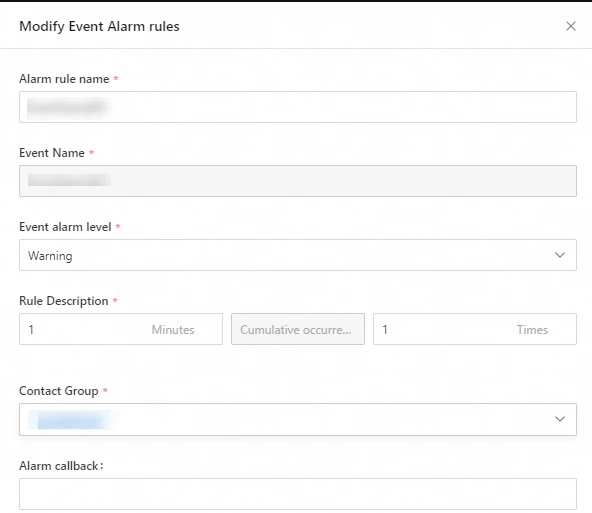 Modify Event Alarm rules
Alarm rule name *
Event Name *
Event alarm level *
Warning
Rule Description *
1 Minutes Cumulative occurre... 1 Times
Contact Group *
Alarm callback: